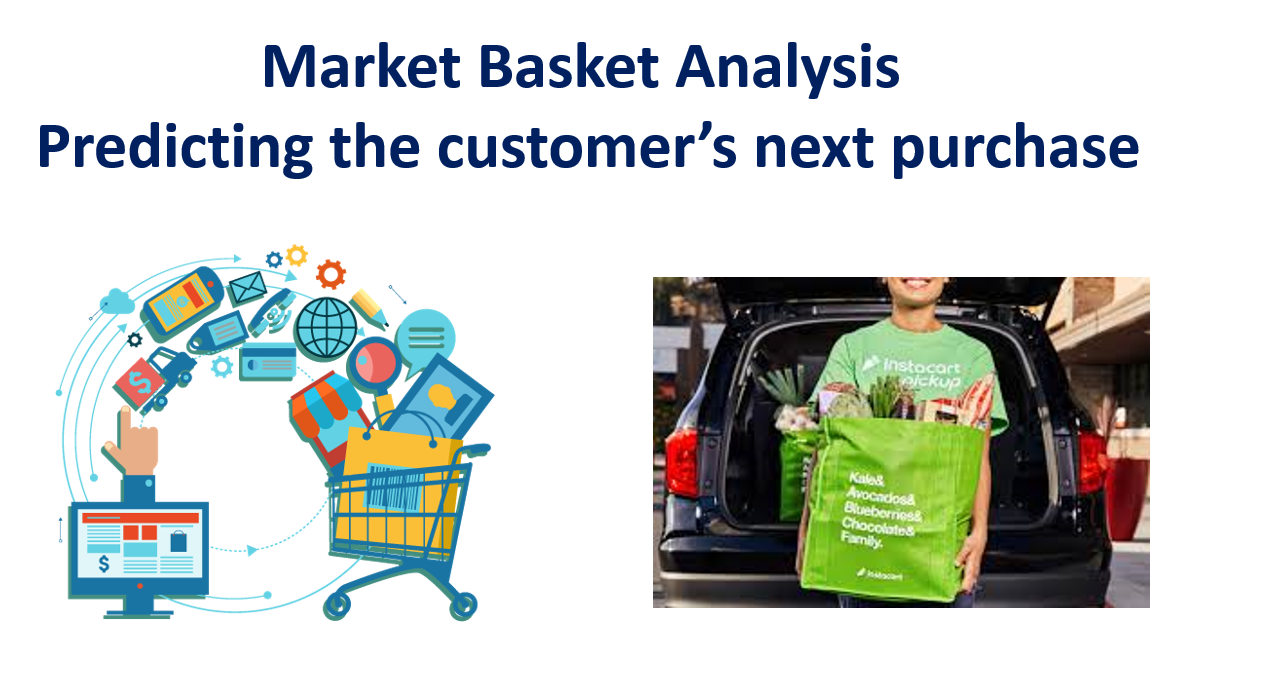 Market Basket Analysis
Predicting the customer’s next purchase
$
$
Instacart
pickup
Kale&
Avocados&
Blueberries&
Chocolate&
Family.
instacart